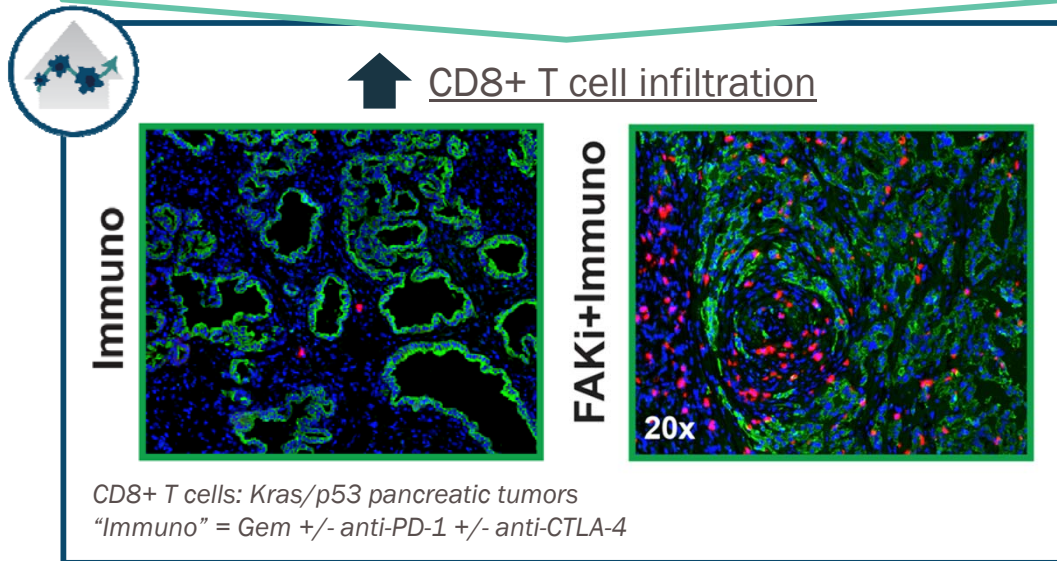 CD8+ T cell infiltration
Immuno
FAKi+Immuno
20x
CD8+ T cells: Kras/p53 pancreatic tumors
“Immuno” = Gem +/- anti-PD-1 +/- anti-CTLA-4